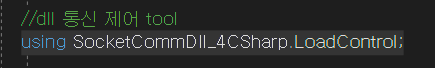 //dll 통신 제어 tool
using SocketCommDll_4CSharp.LoadControl;